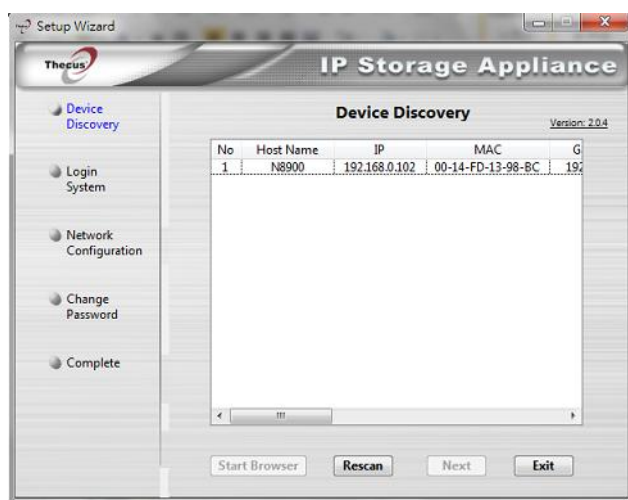 Setup Wizard
Thecus
IP Storage Appliance
Device Discovery
Version: 2.0.4
Device
Discovery
Login
System
Network
Configuration
Change
Password
Complete
No Host Name IP MAC G
1 N8900 192.168.0.102 00-14-FD-13-98-BC 192
Start Browser Rescan Next Exit